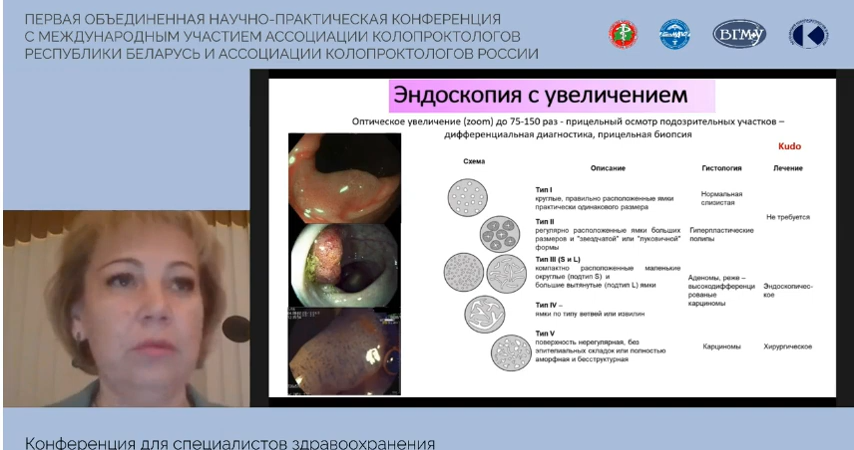 ПЕРВАЯ ОБЪЕДИНЕННАЯ НАУЧНО-ПРАКТИЧЕСКАЯ КОНФЕРЕНЦИЯ
С МЕЖДУНАРОДНЫМ УЧАСТИЕМ АССОЦИАЦИИ КОЛОПРОКТОЛОГОВ
РЕСПУБЛИКИ БЕЛАРУСЬ И АССОЦИАЦИИ КОЛОПРОКТОЛОГОВ РОССИИ
ВГМУ
Эндоскопия с увеличением
Оптическое увеличение (zoom) до 75-150 раз - прицельный осмотр подозрительных участков –
дифференциальная диагностика, прицельная биопсия
Kudo
Схема
Описание
Гистология
Лечение
Тип I
круглые, правильно расположенные ямки
практически одинакового размера
Нормальная
слизистая
Не требуется
Тип II
регулярно расположенные ямки больших
размеров и "звездчатой" или "луковичной"
формы
Гиперпластические
полипы
Тип III (S и L)
компактно расположенные маленькие
округлые (подтип S) и
большие вытянутые (подтип L) ямки
Аденомы, реже –
высокодифференци
рованые
карциномы
Эндоскопичес-
кое
Тип IV –
ямки по типу ветвей или извилин
Тип V
поверхность нерегулярная, без
эпителиальных складок или полностью
аморфная и бесструктурная
Карциномы
Хирургическое
Конференция для специалистов здравоохранения